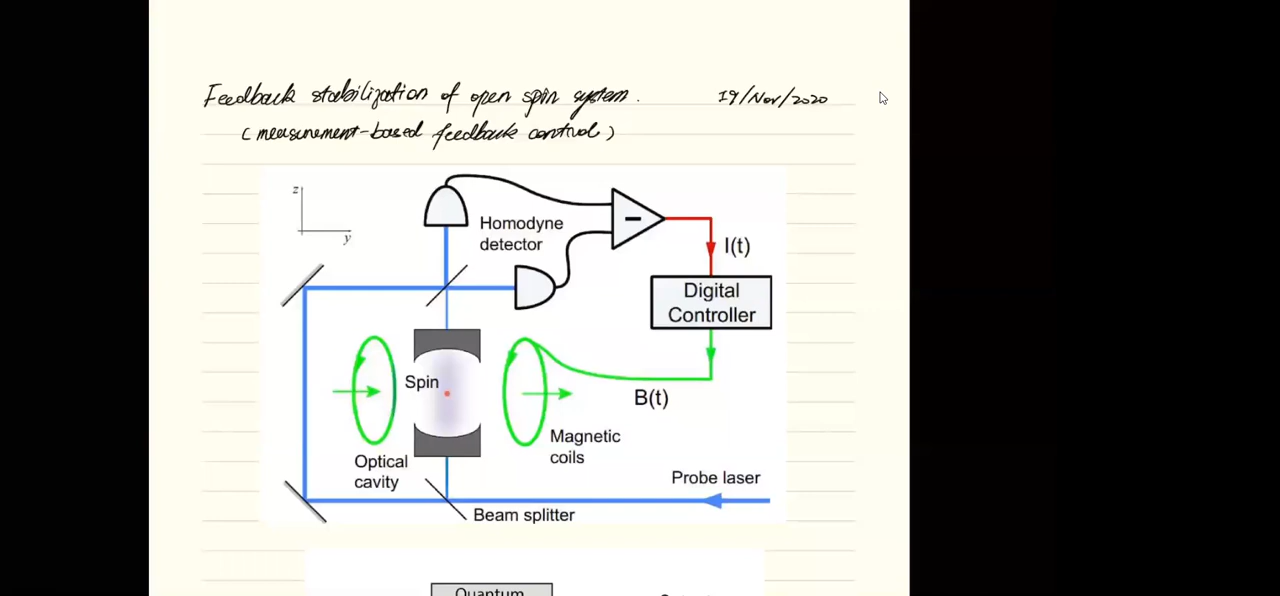 Feedback stabilization of open spin system. 19/Nov/2020
(measurement-based feedback control)
z
y
Homodyne
detector
−
I(t)
Digital
Controller
Spin
B(t)
Magnetic
coils
Optical
cavity
Probe laser
Beam splitter
Quantum